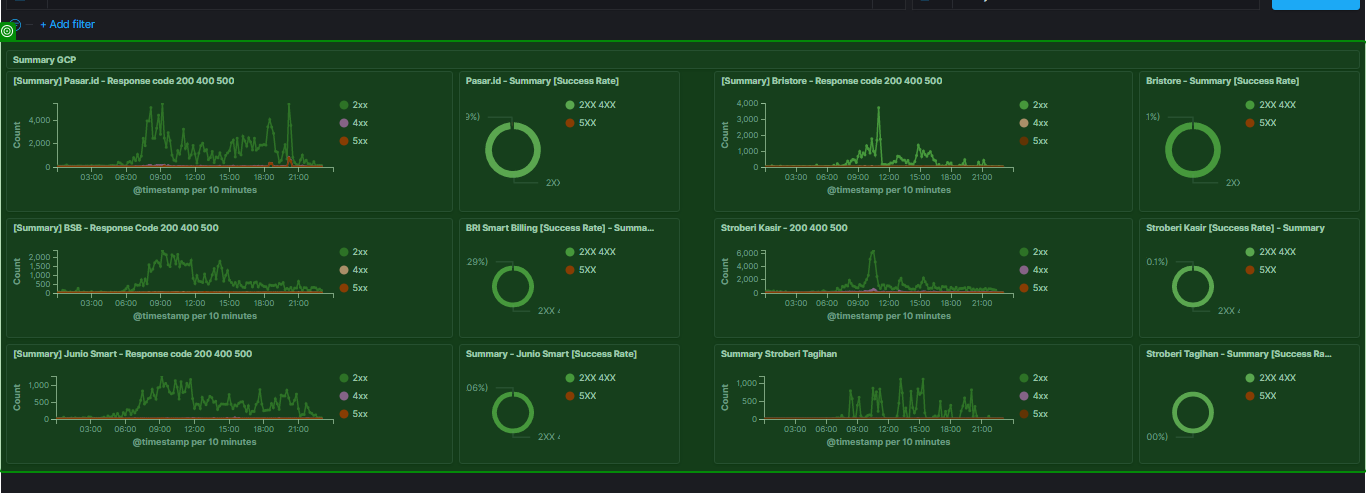 + Add filter
Summary GCP
[Summary] Pasar.id - Response code 200 400 500
Count
4,000
2,000
0
03:00 06:00 09:00 12:00 15:00 18:00 21:00
@timestamp per 10 minutes
2xx
4xx
5xx
Pasar.id - Summary [Success Rate]
9%)
2X
2XX 4XX
5XX
[Summary] Bristore - Response code 200 400 500
Count
4,000
3,000
2,000
1,000
0
03:00 06:00 09:00 12:00 15:00 18:00 21:00
@timestamp per 10 minutes
2xx
4xx
5xx
Bristore - Summary [Success Rate]
1%)
2X
2XX 4XX
5XX
[Summary] BSB - Response Code 200 400 500
Count
2,000
1,500
1,000
500
0
03:00 06:00 09:00 12:00 15:00 18:00 21:00
@timestamp per 10 minutes
2xx
4xx
5xx
BRI Smart Billing [Success Rate] - Summa...
29%)
2XX 4
2XX 4XX
5XX
Stroberi Kasir - 200 400 500
Count
6,000
4,000
2,000
0
03:00 06:00 09:00 12:00 15:00 18:00 21:00
@timestamp per 10 minutes
2xx
4xx
5xx
Stroberi Kasir [Success Rate] - Summary
0.1%)
2XX 4
2XX 4XX
5XX
[Summary] Junio Smart - Response code 200 400 500
Count
1,000
500
0
03:00 06:00 09:00 12:00 15:00 18:00 21:00
@timestamp per 10 minutes
2xx
4xx
5xx
Summary - Junio Smart [Success Rate]
06%)
2XX 4
2XX 4XX
5XX
Summary Stroberi Tagihan
Count
1,000
500
0
03:00 06:00 09:00 12:00 15:00 18:00 21:00
@timestamp per 10 minutes
2xx
4xx
5xx
Stroberi Tagihan - Summary [Success Ra...
00%)
2XX 4XX
5XX